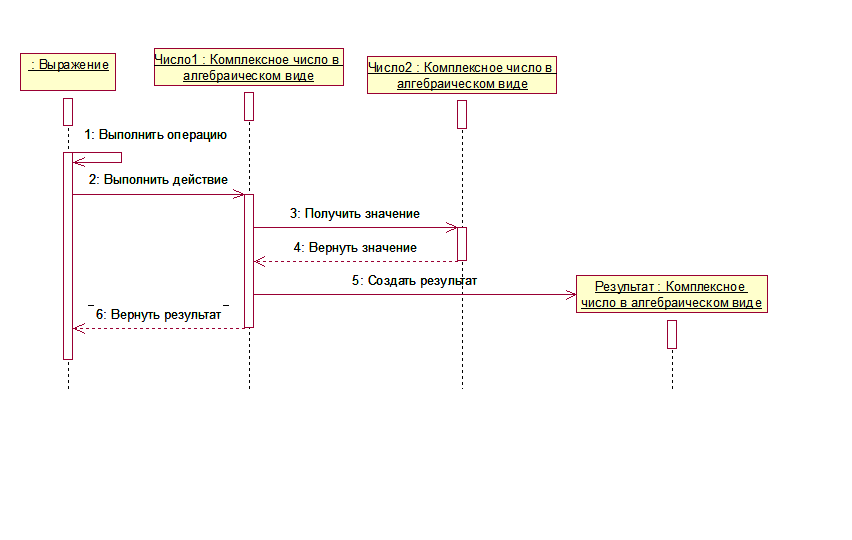 : Выражение
Число1 : Комплексное число в
алгебраическом виде
Число2 : Комплексное число в
алгебраическом виде
1: Выполнить операцию
2: Выполнить действие
3: Получить значение
4: Вернуть значение
5: Создать результат
Результат : Комплексное
число в алгебраическом виде
6: Вернуть результат